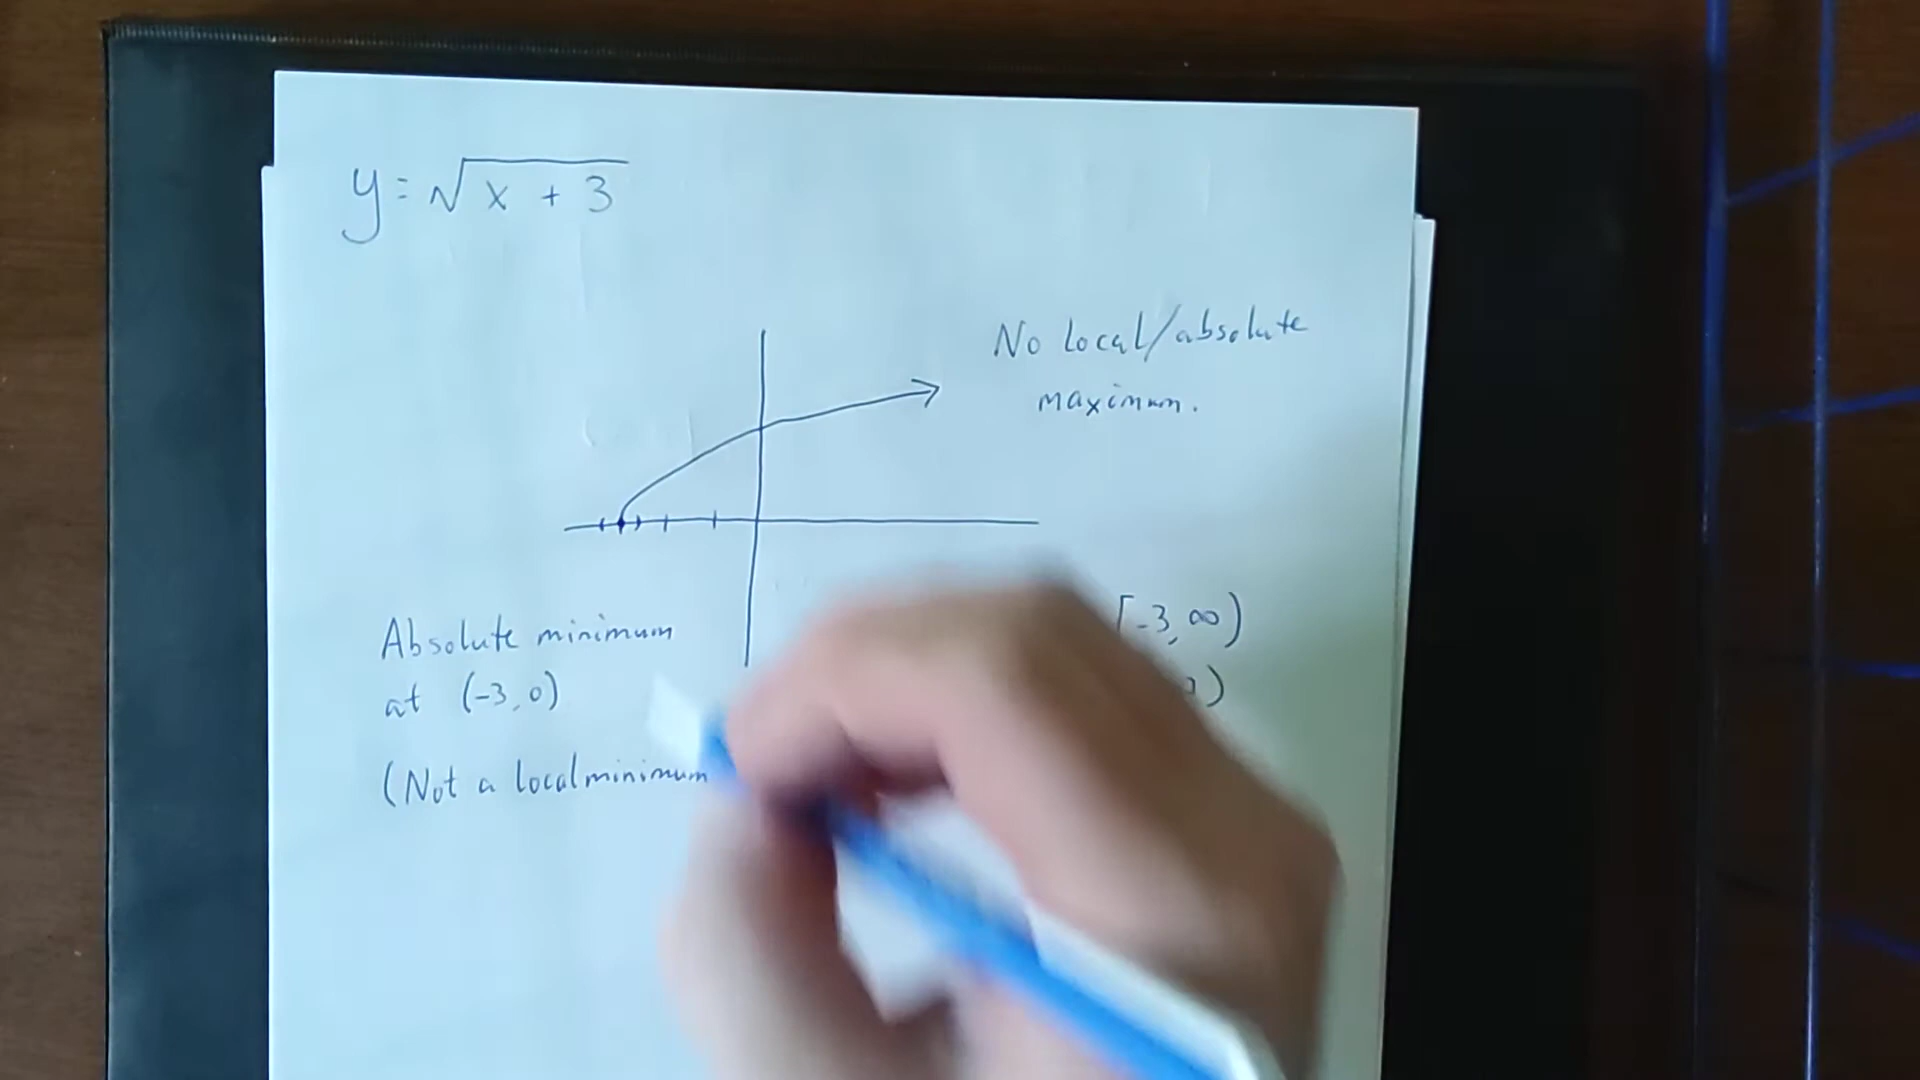 y = √x + 3
No local/absolute
maximum.
Absolute minimum
at (-3, 0)
(Not a local minimum
[-3, ∞)
)